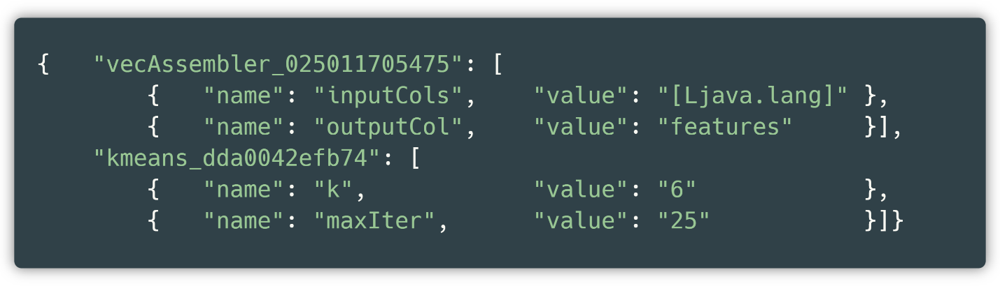 {   "vecAssembler_025011705475": [
        {   "name": "inputCols",    "value": "[Ljava.lang]" },
        {   "name": "outputCol",    "value": "features"     }],
    "kmeans_dda0042efb74": [
        {   "name": "k",            "value": "6"            },
        {   "name": "maxIter",      "value": "25"           }]}